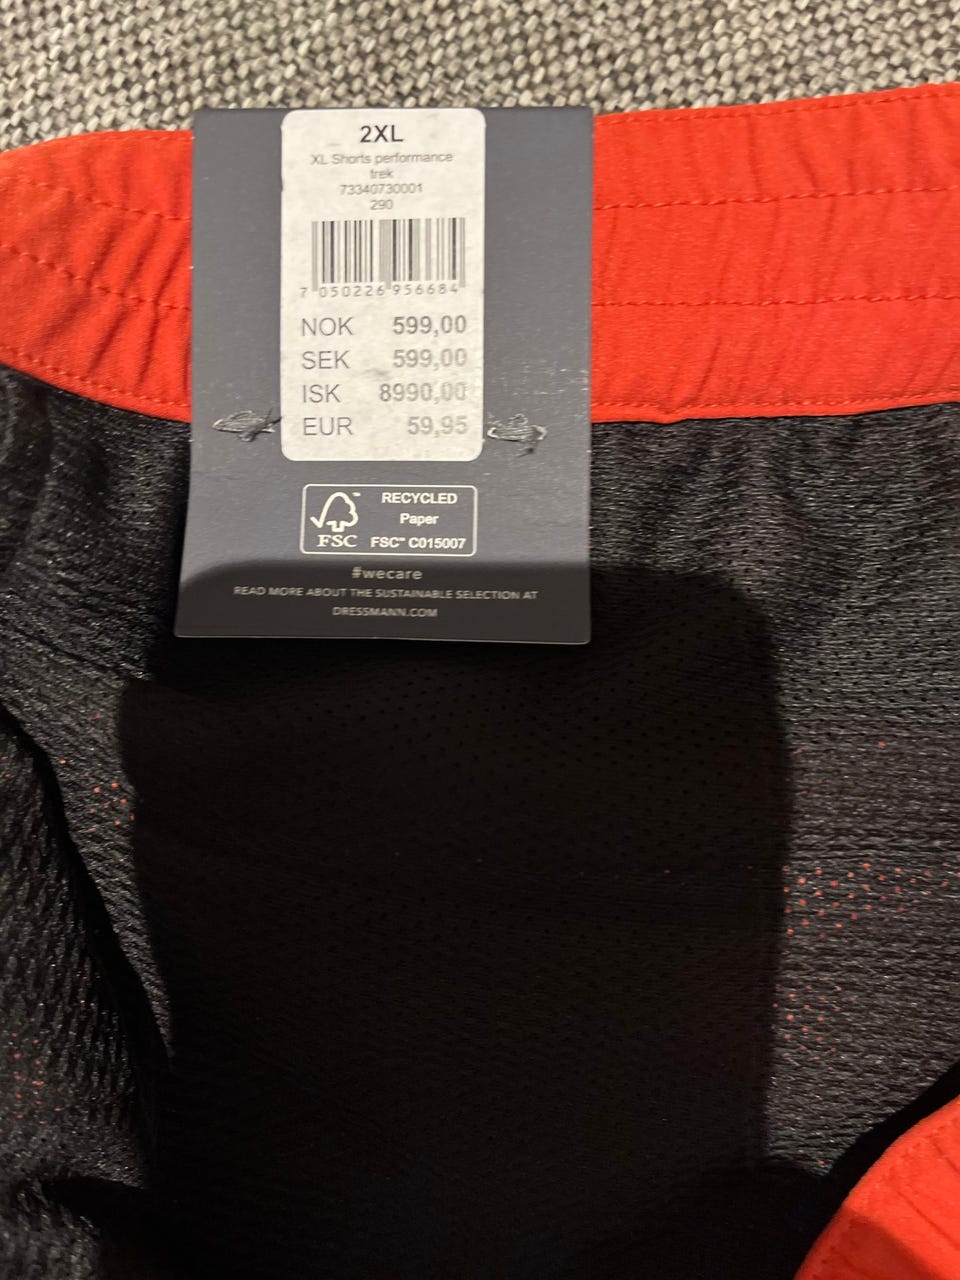 2XL
XL Shorts performance
trek
73340730001
290
7 050226 956684
NOK 599,00
SEK 599,00
ISK 8990,00
EUR 59,95
RECYCLED
Paper
FSC™ C015007
FSC
#wecare
READ MORE ABOUT THE SUSTAINABLE SELECTION AT
DRESSMANN.COM